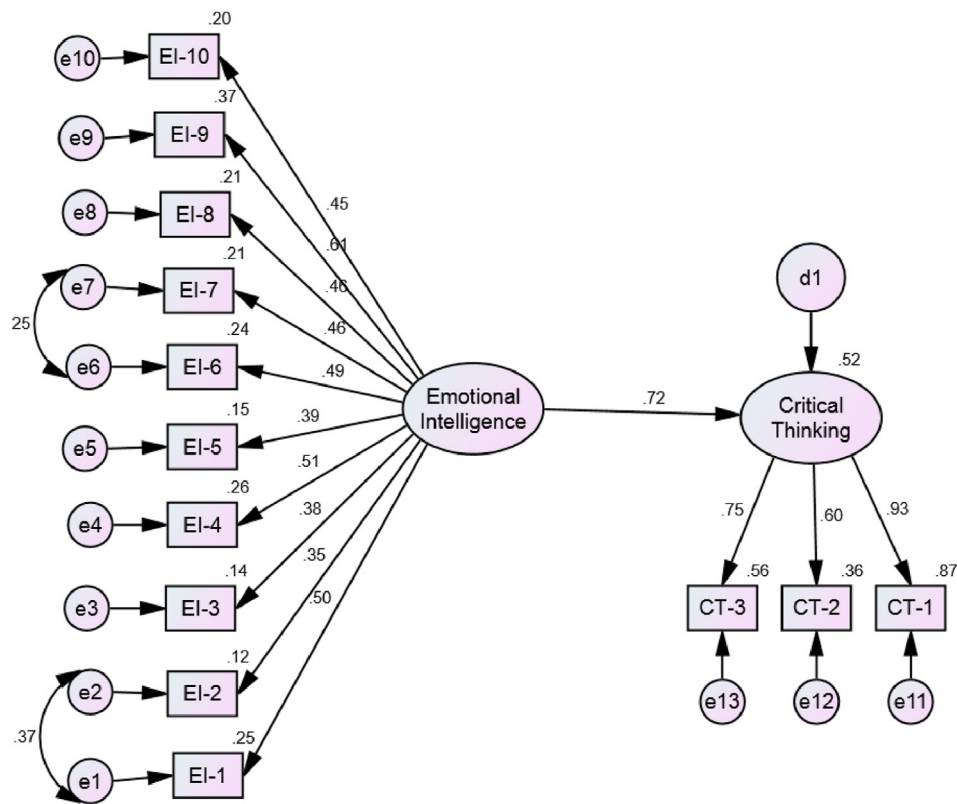 .20
e10
EI-10
.37
e9
EI-9
.21
e8
EI-8
.21
e7
EI-7
25
.24
e6
EI-6
.15
e5
EI-5
.26
e4
EI-4
.14
e3
EI-3
.12
e2
EI-2
.37
.25
e1
EI-1
.45
.61
.46
.46
.49
.39
.51
.38
.35
.50
Emotional
Intelligence
.72
d1
.52
Critical
Thinking
.75
.60
.93
.56
.36
.87
CT-3
CT-2
CT-1
e13
e12
e11